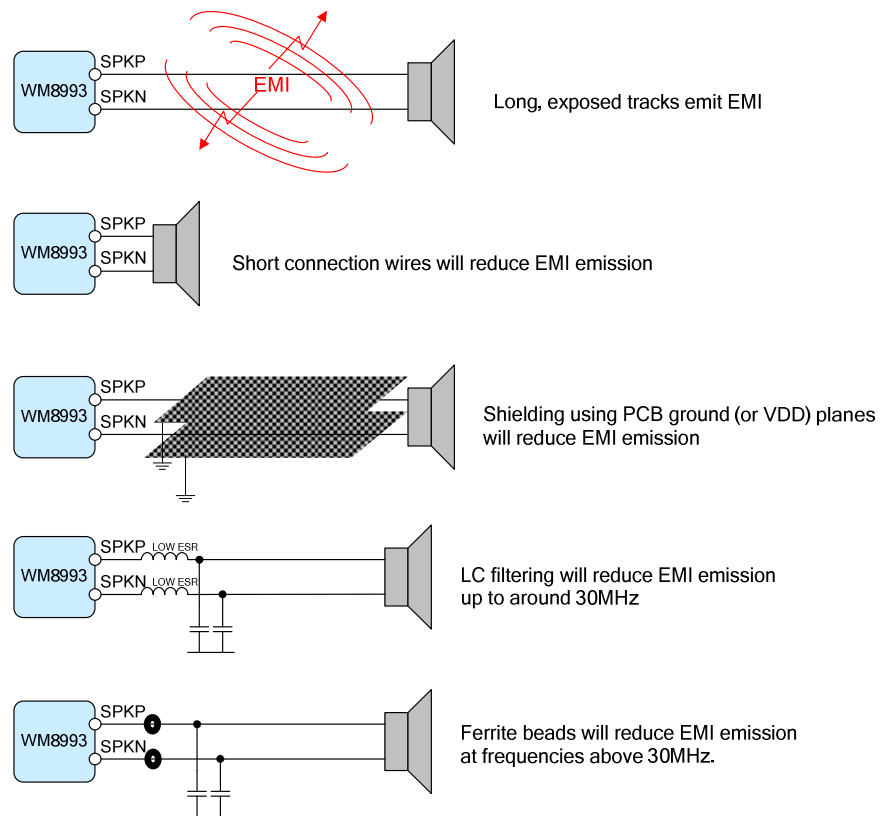 SPKP
WM8993
SPKN
EMI
Long, exposed tracks emit EMI
SPKP
WM8993
SPKN
Short connection wires will reduce EMI emission
SPKP
WM8993
SPKN
Shielding using PCB ground (or VDD) planes
will reduce EMI emission
SPKP
LOW ESR
WM8993
SPKN
LOW ESR
LC filtering will reduce EMI emission
up to around 30MHz
SPKP
WM8993
SPKN
Ferrite beads will reduce EMI emission
at frequencies above 30MHz.